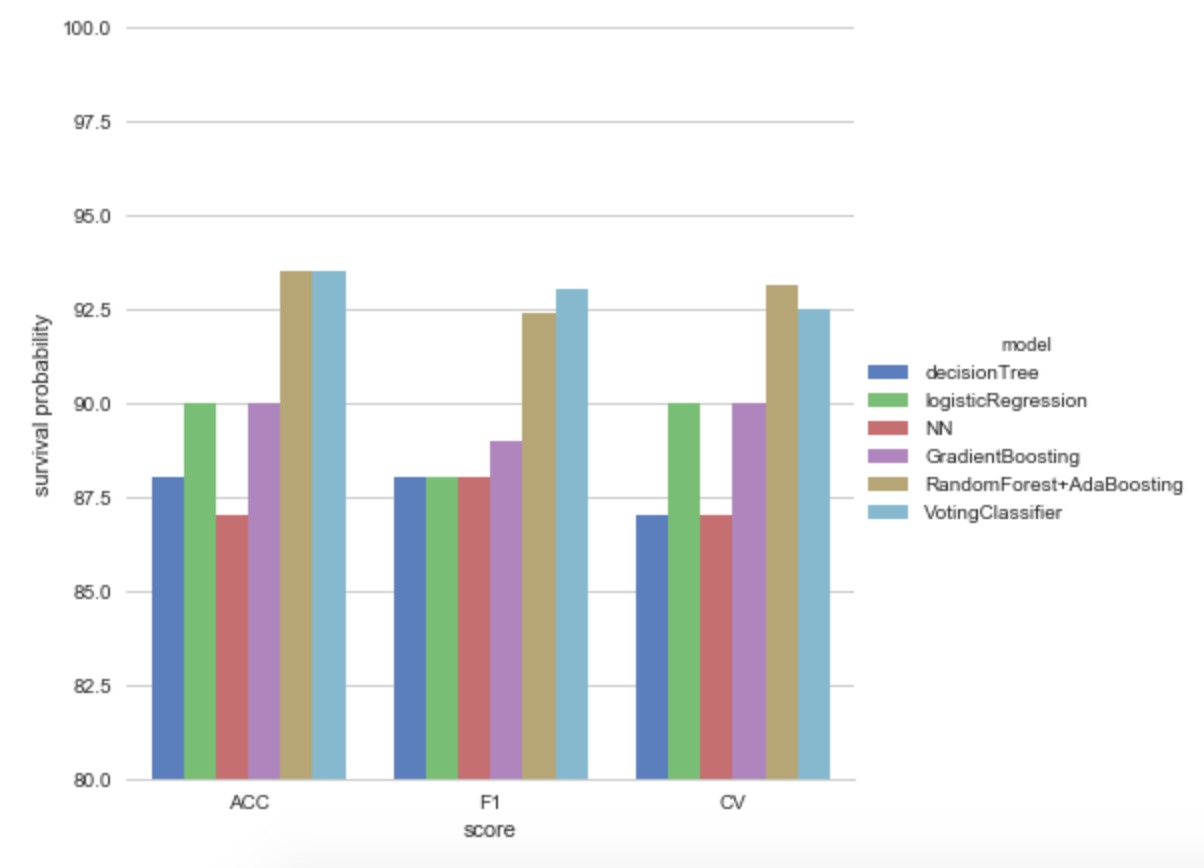 100.0
97.5
95.0
92.5
90.0
87.5
85.0
82.5
80.0
survival probability
ACC
F1
CV
score
model
decisionTree
logisticRegression
NN
GradientBoosting
RandomForest+AdaBoosting
VotingClassifier